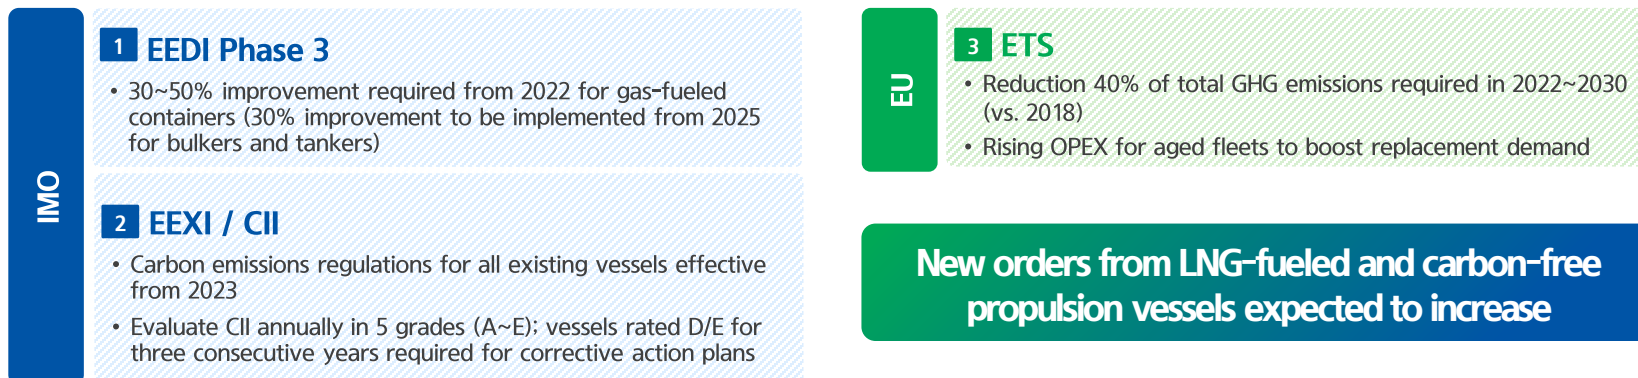 IMO
1 EEDI Phase 3
• 30~50% improvement required from 2022 for gas-fueled
containers (30% improvement to be implemented from 2025
for bulkers and tankers)
2 EEXI / CII
• Carbon emissions regulations for all existing vessels effective
from 2023
• Evaluate CII annually in 5 grades (A~E); vessels rated D/E for
three consecutive years required for corrective action plans
EU
3 ETS
• Reduction 40% of total GHG emissions required in 2022~2030
(vs. 2018)
• Rising OPEX for aged fleets to boost replacement demand
New orders from LNG-fueled and carbon-free
propulsion vessels expected to increase